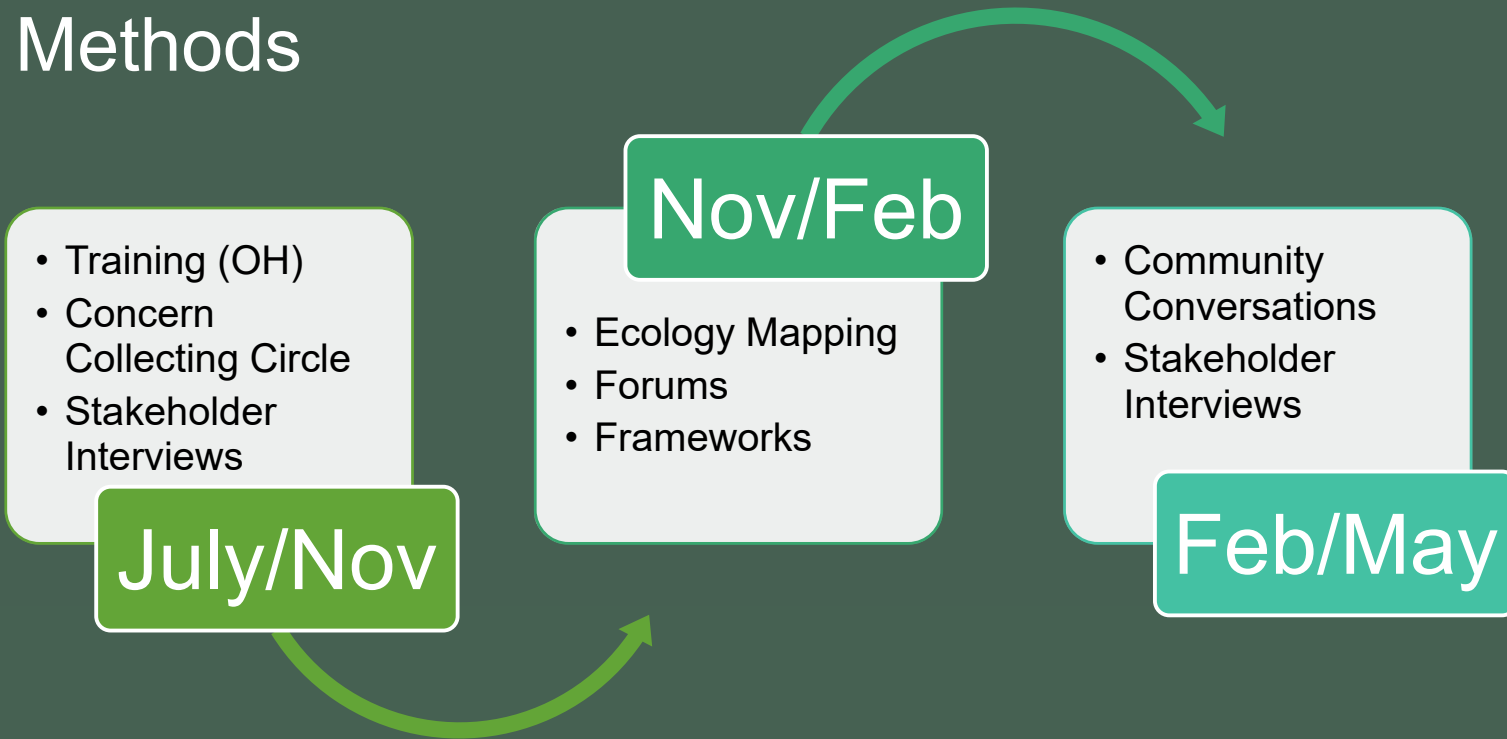 Methods
• Training (OH)
• Concern
Collecting Circle
• Stakeholder
Interviews
July/Nov
Nov/Feb
• Ecology Mapping
• Forums
• Frameworks
• Community
Conversations
• Stakeholder
Interviews
Feb/May